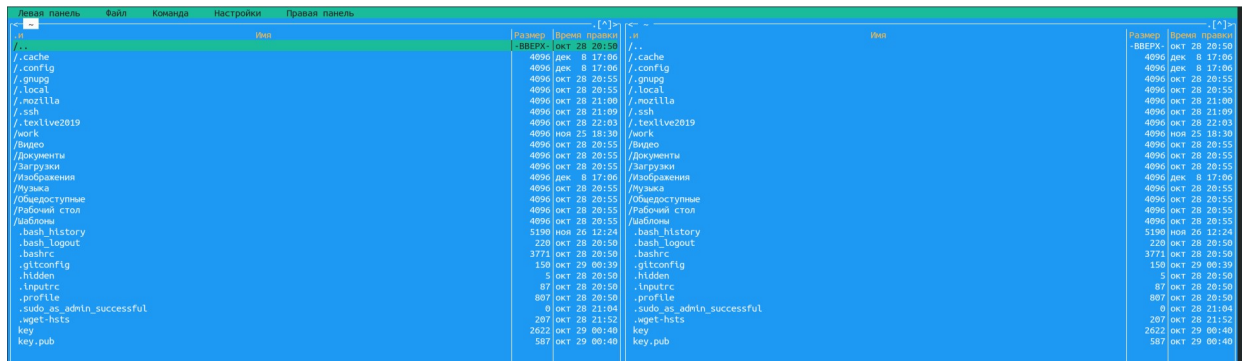 Левая панель Файл Команда Настройки Правая панель
<- ~ .[^]>
.и Имя Размер Время правки
/.. -ВВЕРХ- окт 28 20:50
/.cache 4096 дек 8 17:06
/.config 4096 дек 8 17:06
/.gnupg 4096 окт 28 20:55
/.local 4096 окт 28 20:55
/.mozilla 4096 окт 28 21:00
/.ssh 4096 окт 28 21:09
/.texlive2019 4096 окт 28 22:03
/work 4096 ноя 25 18:30
/Видео 4096 окт 28 20:55
/Документы 4096 окт 28 20:55
/Загрузки 4096 окт 28 20:55
/Изображения 4096 дек 8 17:06
/Музыка 4096 окт 28 20:55
/Общедоступные 4096 окт 28 20:55
/Рабочий стол 4096 окт 28 20:55
/Шаблоны 4096 окт 28 20:55
.bash_history 5190 ноя 26 12:24
.bash_logout 220 окт 28 20:50
.bashrc 3771 окт 28 20:50
.gitconfig 150 окт 29 00:39
.hidden 5 окт 28 20:50
.inputrc 87 окт 28 20:50
.profile 807 окт 28 20:50
.sudo_as_admin_successful 0 окт 28 21:04
.wget-hsts 207 окт 28 21:52
key 2622 окт 29 00:40
key.pub 587 окт 29 00:40
<- ~ .[^]>
.и Имя Размер Время правки
/.. -ВВЕРХ- окт 28 20:50
/.cache 4096 дек 8 17:06
/.config 4096 дек 8 17:06
/.gnupg 4096 окт 28 20:55
/.local 4096 окт 28 20:55
/.mozilla 4096 окт 28 21:00
/.ssh 4096 окт 28 21:09
/.texlive2019 4096 окт 28 22:03
/work 4096 ноя 25 18:30
/Видео 4096 окт 28 20:55
/Документы 4096 окт 28 20:55
/Загрузки 4096 окт 28 20:55
/Изображения 4096 дек 8 17:06
/Музыка 4096 окт 28 20:55
/Общедоступные 4096 окт 28 20:55
/Рабочий стол 4096 окт 28 20:55
/Шаблоны 4096 окт 28 20:55
.bash_history 5190 ноя 26 12:24
.bash_logout 220 окт 28 20:50
.bashrc 3771 окт 28 20:50
.gitconfig 150 окт 29 00:39
.hidden 5 окт 28 20:50
.inputrc 87 окт 28 20:50
.profile 807 окт 28 20:50
.sudo_as_admin_successful 0 окт 28 21:04
.wget-hsts 207 окт 28 21:52
key 2622 окт 29 00:40
key.pub 587 окт 29 00:40